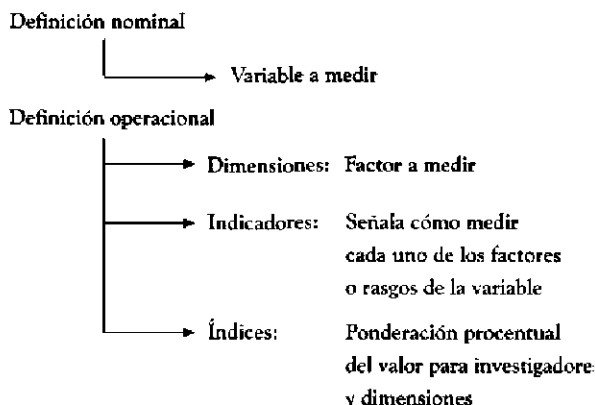 Definición nominal
Variable a medir
Definición operacional
Dimensiones: Factor a medir
Indicadores: Señala cómo medir
cada uno de los factores
o rasgos de la variable
Índices: Ponderación procentual
del valor para investigadore
y dimensiones